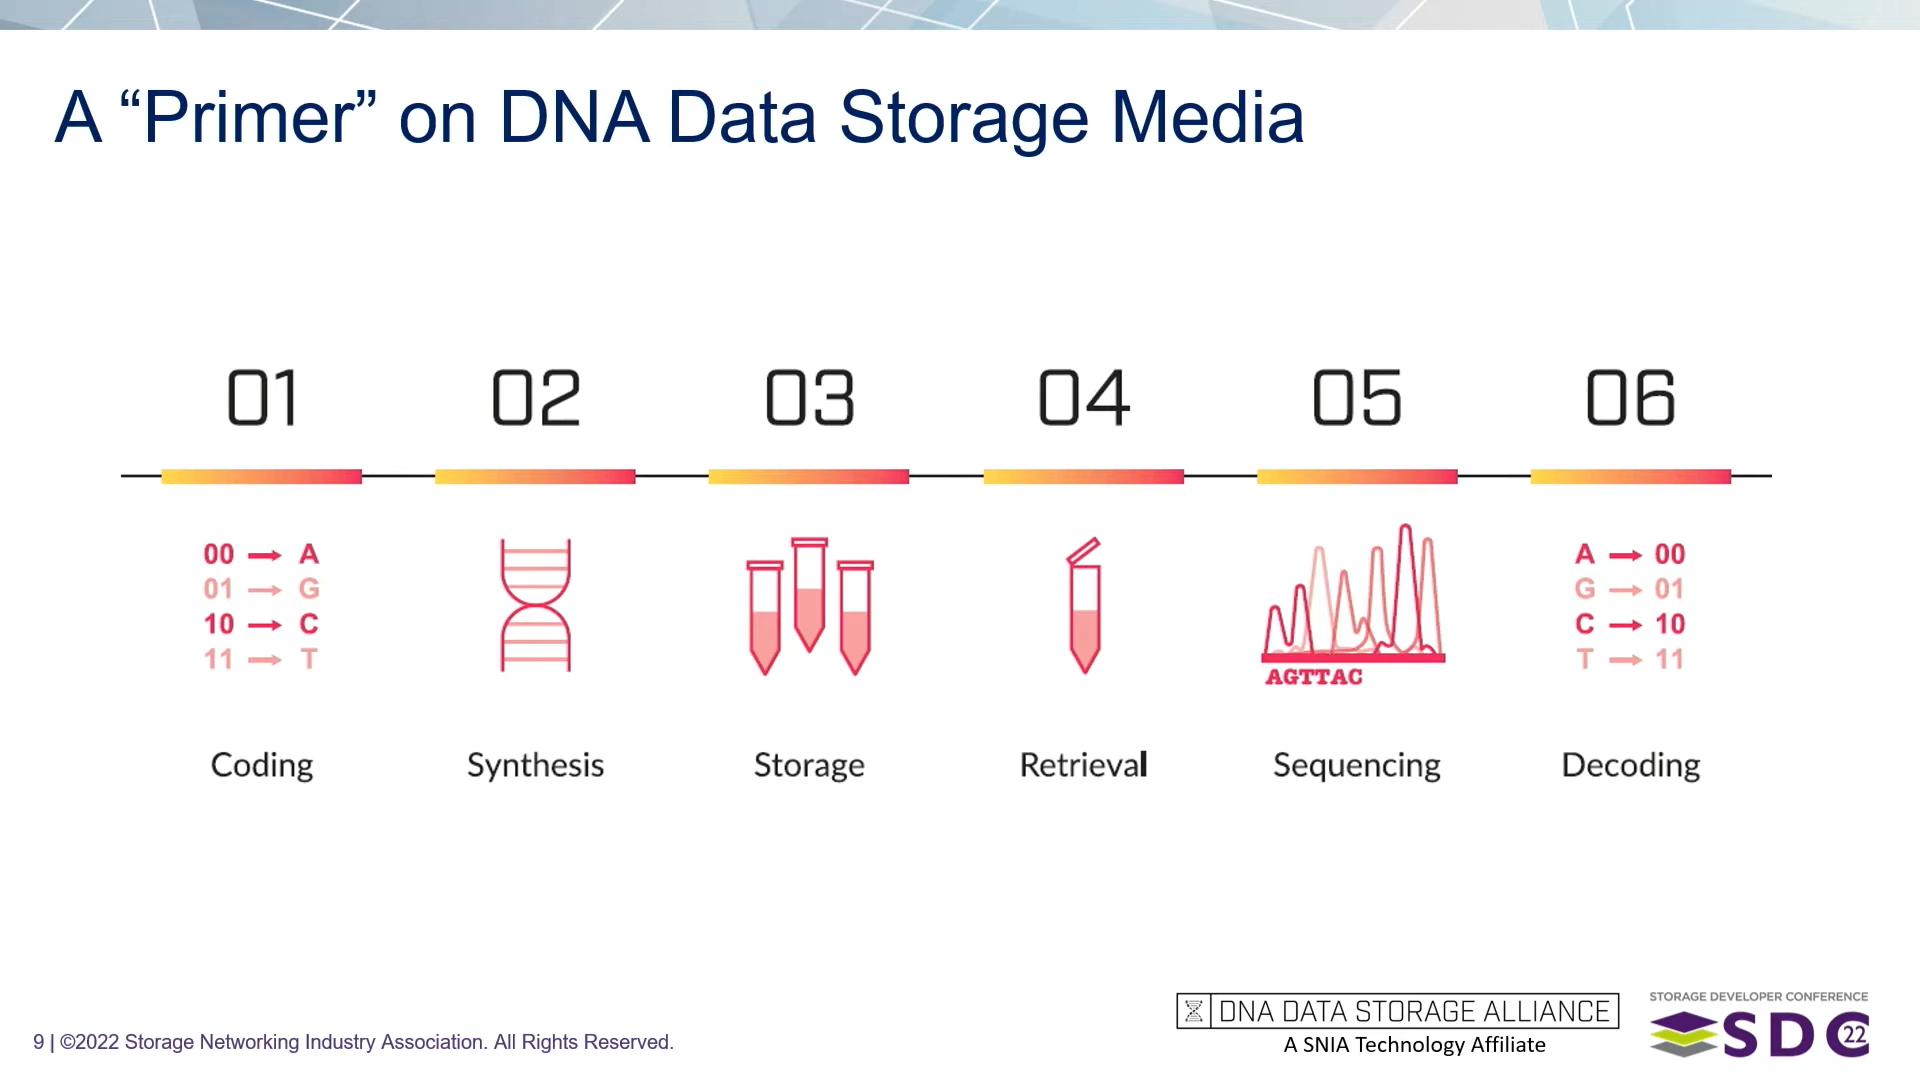 A “Primer” on DNA Data Storage Media
01 02 03 04 05 06
00 → A
01 → G
10 → C
11 → T
AGTTAC
A → 00
G → 01
C → 10
T → 11
Coding Synthesis Storage Retrieval Sequencing Decoding
9 | ©2022 Storage Networking Industry Association. All Rights Reserved.
DNA DATA STORAGE ALLIANCE
A SNIA Technology Affiliate
STORAGE DEVELOPER CONFERENCE
SDC 22